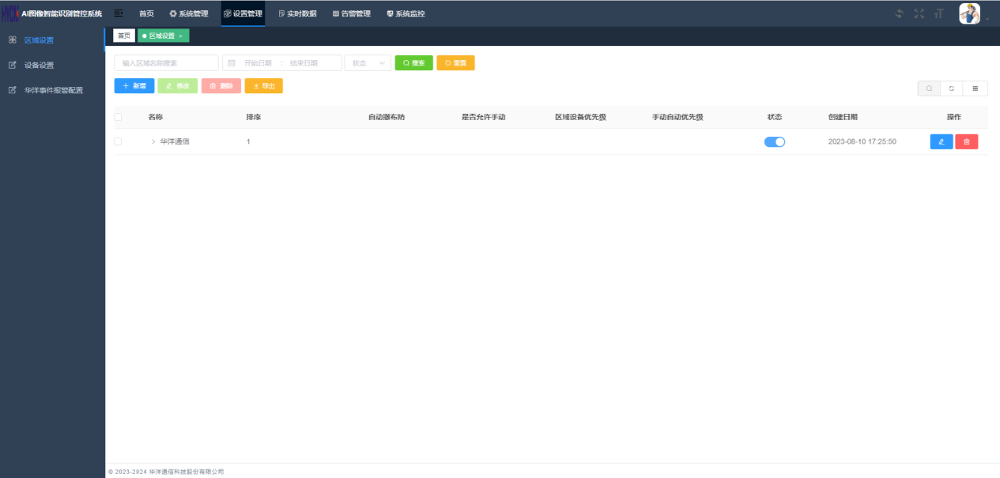 HYDX AI图像智能识别管控系统 首页 系统管理 设置管理 实时数据 告警管理 系统监控
区域设置
设备设置
华洋事件报警配置
首页 区域设置 ×
输入区域名称搜索 开始日期 : 结束日期 状态 搜索 重置
+ 新增 修改 删除 导出
名称 排序 自动撤布防 是否允许手动 区域设备优先级 手动自动优先级 状态 创建日期 操作
> 华洋通信 1 2023-08-10 17:25:50
© 2023-2024 华洋通信科技股份有限公司